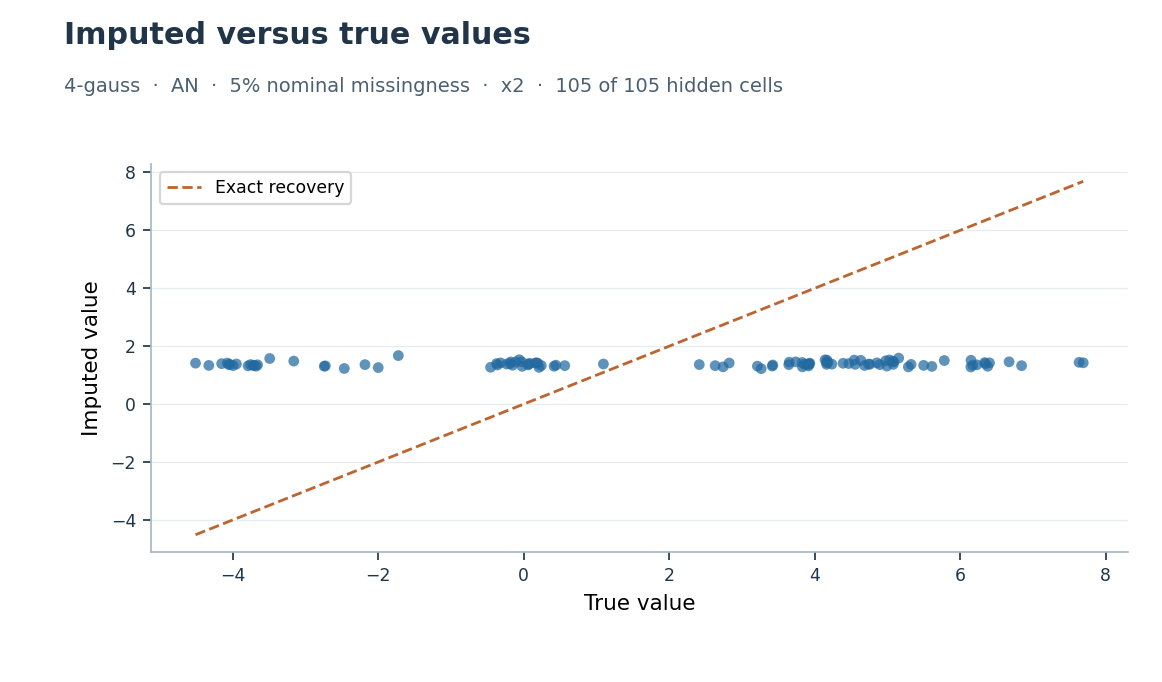 Imputed versus true values
4-gauss · AN · 5% nominal missingness · x2 · 105 of 105 hidden cells
Exact recovery
Imputed value
8
6
4
2
0
−2
−4
−4 −2 0 2 4 6 8
True value